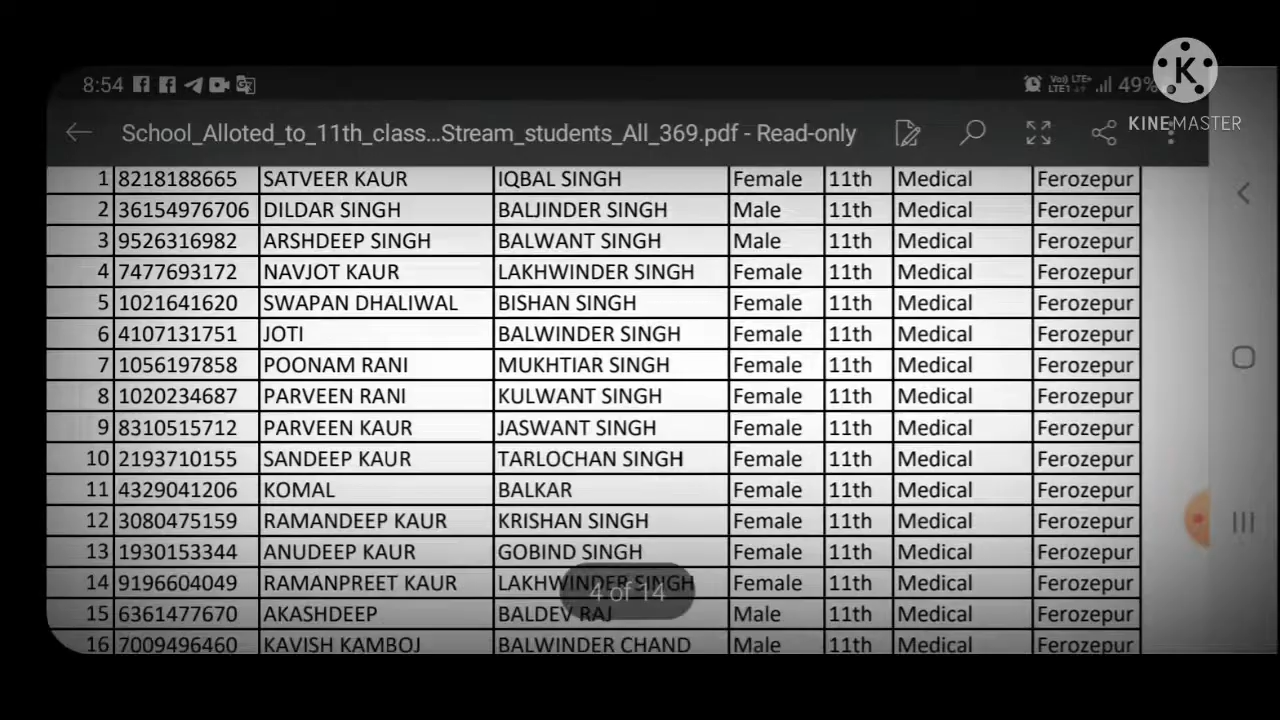 8:54 Vo) LTE+ LTE1 49%
K
KINEMASTER
School_Alloted_to_11th_class...Stream_students_All_369.pdf - Read-only
1 8218188665 SATVEER KAUR IQBAL SINGH Female 11th Medical Ferozepur
2 36154976706 DILDAR SINGH BALJINDER SINGH Male 11th Medical Ferozepur
3 9526316982 ARSHDEEP SINGH BALWANT SINGH Male 11th Medical Ferozepur
4 7477693172 NAVJOT KAUR LAKHWINDER SINGH Female 11th Medical Ferozepur
5 1021641620 SWAPAN DHALIWAL BISHAN SINGH Female 11th Medical Ferozepur
6 4107131751 JOTI BALWINDER SINGH Female 11th Medical Ferozepur
7 1056197858 POONAM RANI MUKHTIAR SINGH Female 11th Medical Ferozepur
8 1020234687 PARVEEN RANI KULWANT SINGH Female 11th Medical Ferozepur
9 8310515712 PARVEEN KAUR JASWANT SINGH Female 11th Medical Ferozepur
10 2193710155 SANDEEP KAUR TARLOCHAN SINGH Female 11th Medical Ferozepur
11 4329041206 KOMAL BALKAR Female 11th Medical Ferozepur
12 3080475159 RAMANDEEP KAUR KRISHAN SINGH Female 11th Medical Ferozepur
13 1930153344 ANUDEEP KAUR GOBIND SINGH Female 11th Medical Ferozepur
14 9196604049 RAMANPREET KAUR LAKHWINDER SINGH Female 11th Medical Ferozepur
4 of 14
15 6361477670 AKASHDEEP BALDEV RAJ Male 11th Medical Ferozepur
16 7009496460 KAVISH KAMBOJ BALWINDER CHAND Male 11th Medical Ferozepur